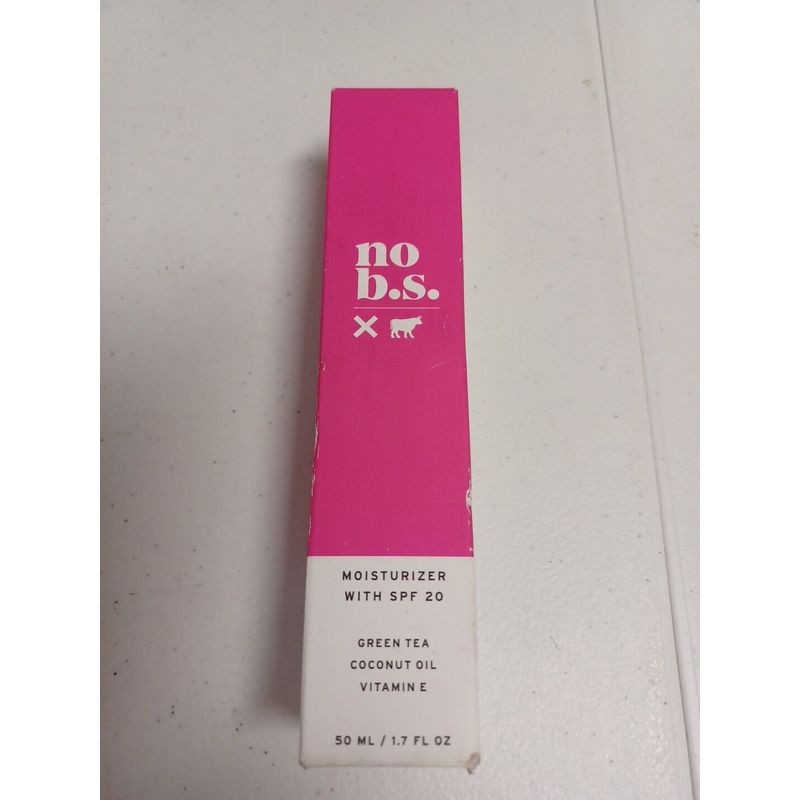 no
b.s.
MOISTURIZER
WITH SPF 20
GREEN TEA
COCONUT OIL
VITAMIN E
50 ML / 1.7 FL OZ